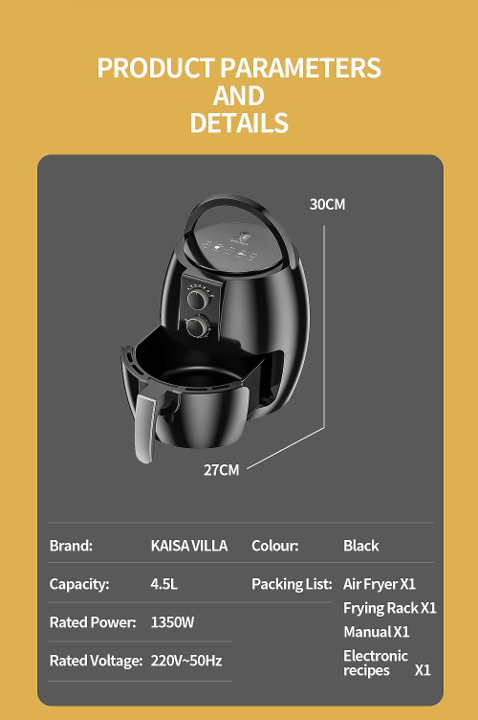 PRODUCT PARAMETERS
AND
DETAILS
30CM
27CM
Brand: KAISA VILLA
Colour: Black
Capacity: 4.5L
Packing List: Air Fryer X1
Frying Rack X1
Rated Power: 1350W
Manual X1
Rated Voltage: 220V~50Hz
Electronic
recipes X1